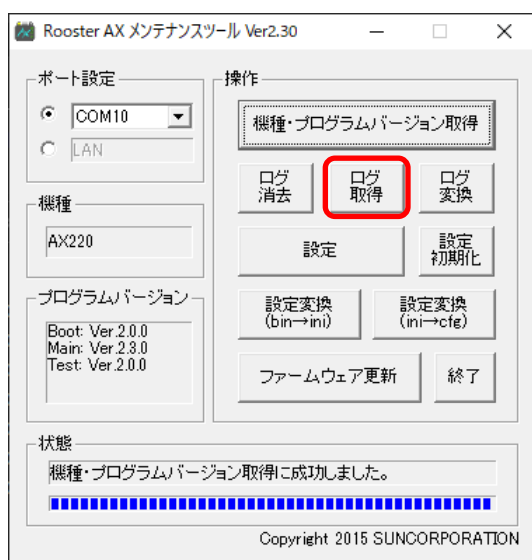 Rooster AX メンテナンスツール Ver2.30
ポート設定
COM10
LAN
機種
AX220
プログラムバージョン
Boot: Ver.2.0.0
Main: Ver.2.3.0
Test: Ver.2.0.0
操作
機種・プログラムバージョン取得
ログ
消去
ログ
取得
ログ
変換
設定
設定
初期化
設定変換
(bin→ini)
設定変換
(ini→cfg)
ファームウェア更新
終了
状態
機種・プログラムバージョン取得に成功しました。
Copyright 2015 SUNCORPORATION